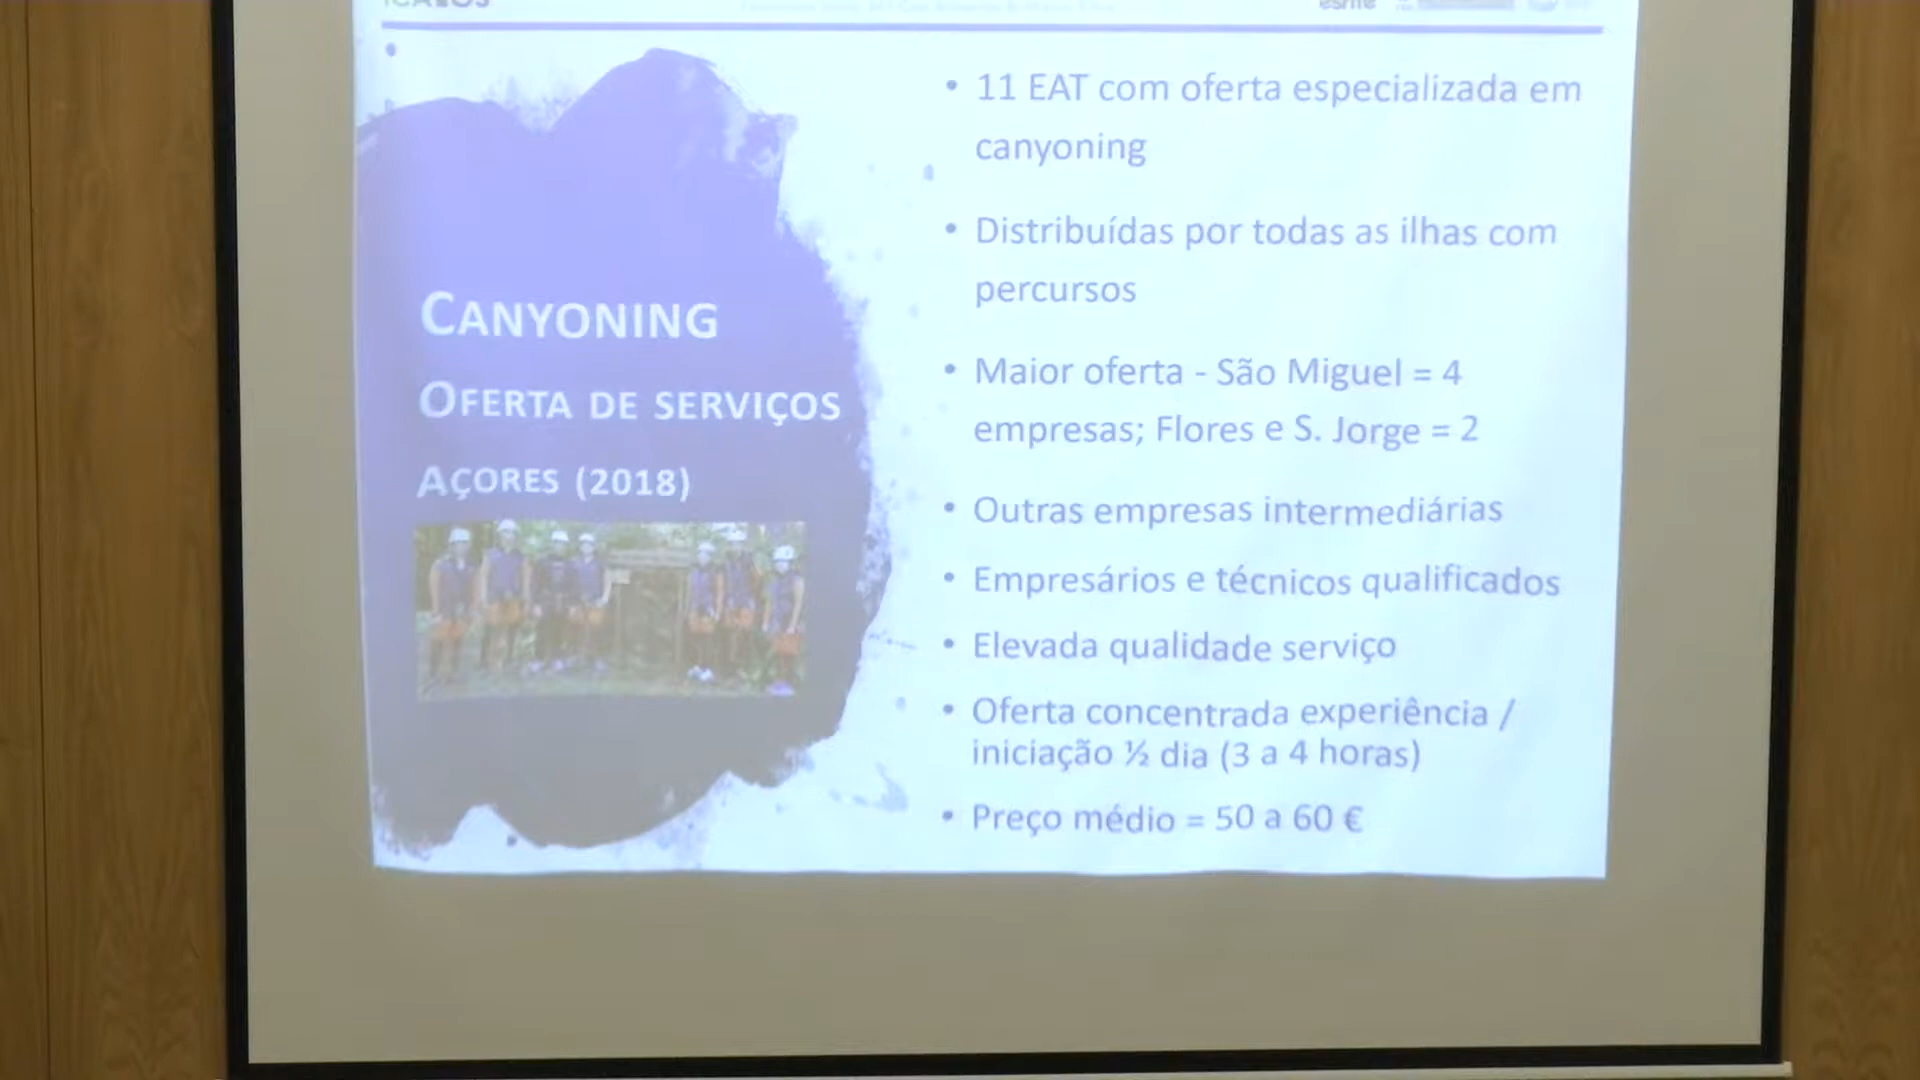 CANYONING
OFERTA DE SERVIÇOS
AÇORES (2018)
• 11 EAT com oferta especializada em
canyoning
• Distribuídas por todas as ilhas com
percursos
• Maior oferta - São Miguel = 4
empresas; Flores e S. Jorge = 2
• Outras empresas intermediárias
• Empresários e técnicos qualificados
• Elevada qualidade serviço
• Oferta concentrada experiência /
iniciação ½ dia (3 a 4 horas)
• Preço médio = 50 a 60 €